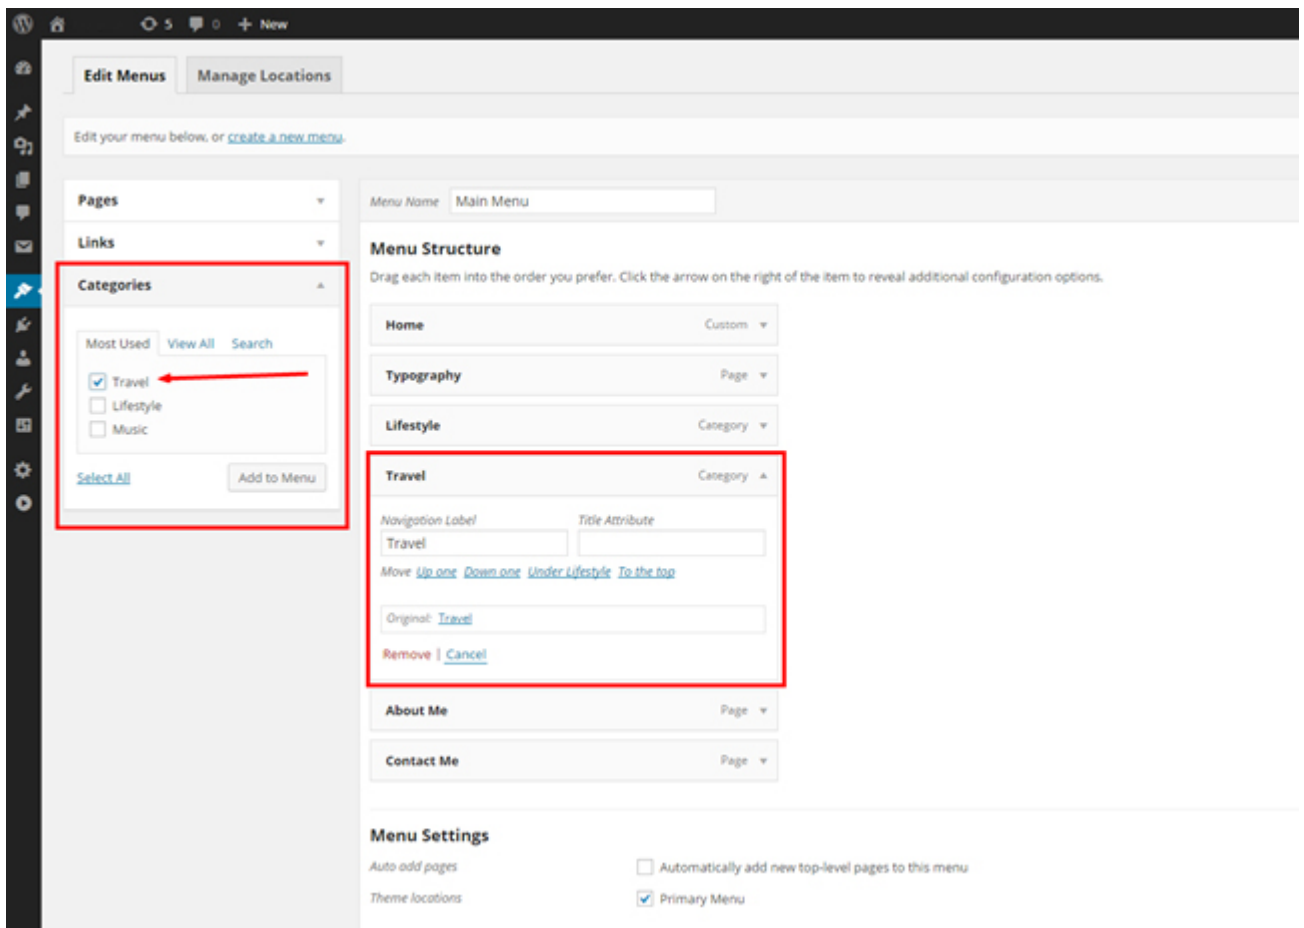 5 0 + New
Edit Menus Manage Locations
Edit your menu below, or create a new menu.
Pages
Links
Categories
Most Used View All Search
Travel
Lifestyle
Music
Select All Add to Menu
Menu Name Main Menu
Menu Structure
Drag each item into the order you prefer. Click the arrow on the right of the item to reveal additional configuration options.
Home Custom
Typography Page
Lifestyle Category
Travel Category
Navigation Label Title Attribute
Travel
Move Up one Down one Under Lifestyle To the top
Original: Travel
Remove | Cancel
About Me Page
Contact Me Page
Menu Settings
Auto add pages Automatically add new top-level pages to this menu
Theme locations Primary Menu